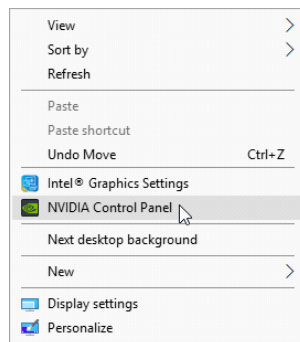 View
Sort by
Refresh
Paste
Paste shortcut
Undo Move Ctrl+Z
Intel® Graphics Settings
NVIDIA Control Panel
Next desktop background
New
Display settings
Personalize